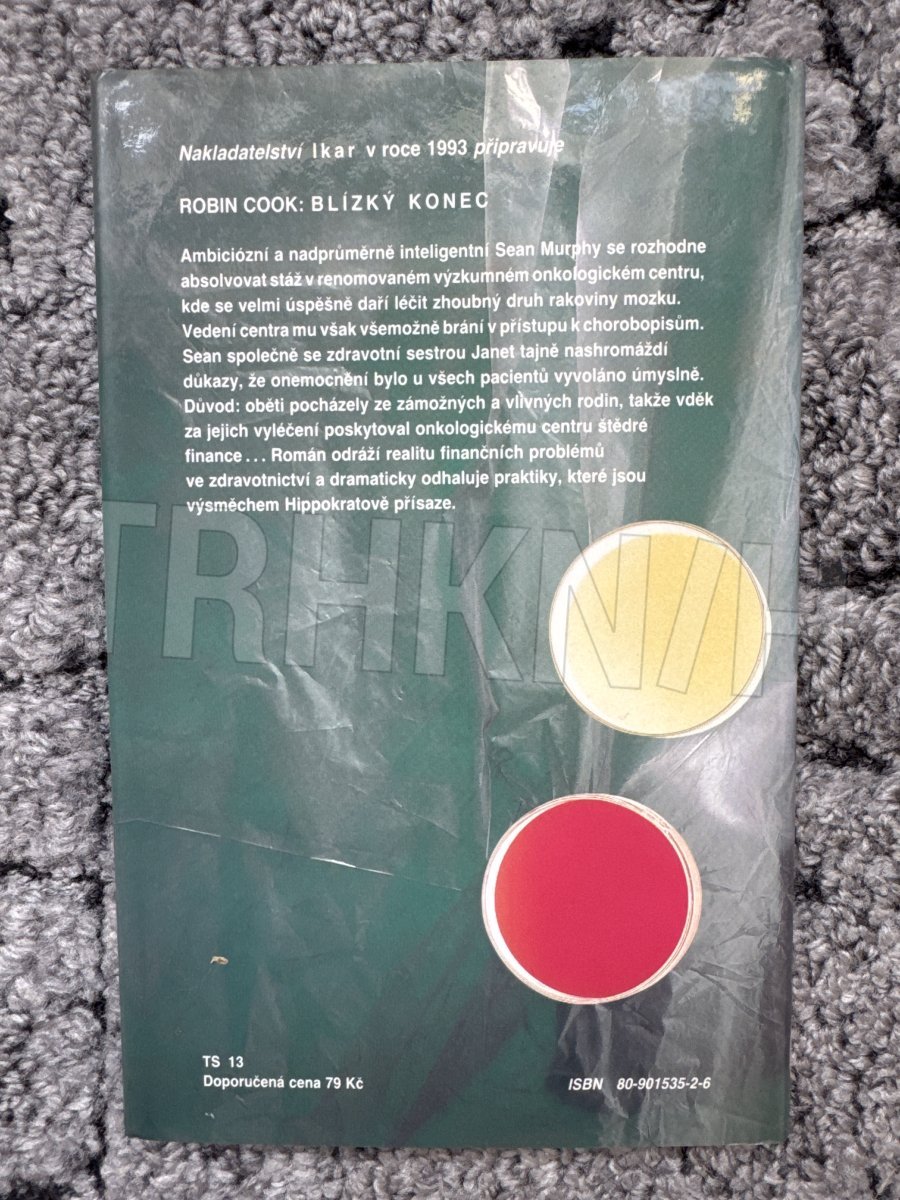 Nakladatelství Ikar v roce 1993 připravuje
ROBIN COOK: BLÍZKÝ KONEC
Ambiciózní a nadprůměrně inteligentní Sean Murphy se rozhodne
absolvovat stáž v renomovaném výzkumném onkologickém centru,
kde se velmi úspěšně daří léčit zhoubný druh rakoviny mozku.
Vedení centra mu však všemožně brání v přístupu k chorobopisům.
Sean společně se zdravotní sestrou Janet tajně nashromáždí
důkazy, že onemocnění bylo u všech pacientů vyvoláno úmyslně.
Důvod: oběti pocházely ze zámožných a vlivných rodin, takže vděk
za jejich vyléčení poskytoval onkologickému centru štědré
finance... Román odráží realitu finančních problémů
ve zdravotnictví a dramaticky odhaluje praktiky, které jsou
výsměchem Hippokratově přísaze.
TRHKNIH
TS 13
Doporučená cena 79 Kč
ISBN 80-901535-2-6